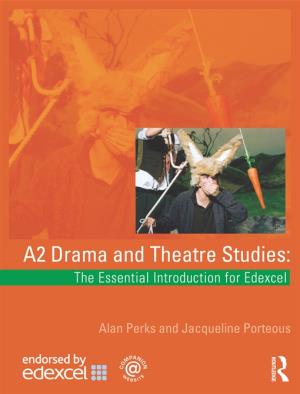 A2 Drama and Theatre Studies:
The Essential Introduction for Edexcel
Alan Perks and Jacqueline Porteous
endorsed by
edexcel
COMPANION
@
WEBSITE
R